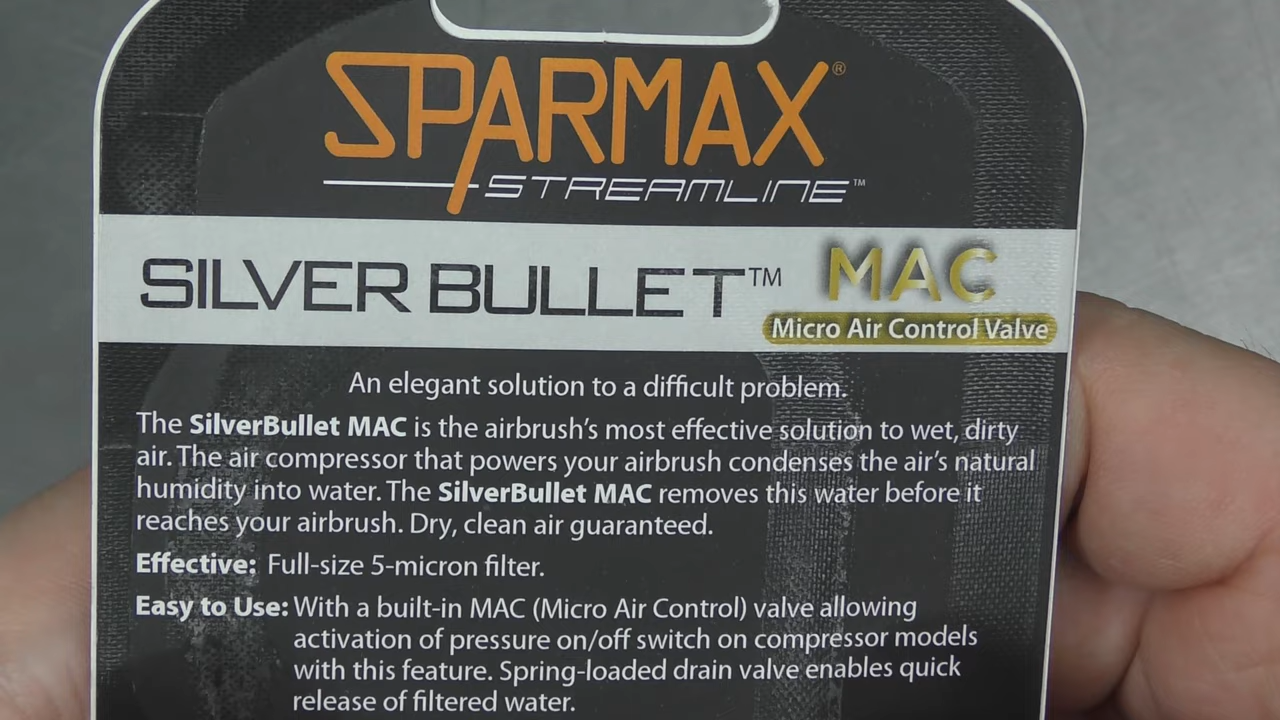 SPARMAX®
STREAMLINE™
SILVER BULLET™ MAC
Micro Air Control Valve
An elegant solution to a difficult problem.
The SilverBullet MAC is the airbrush's most effective solution to wet, dirty
air. The air compressor that powers your airbrush condenses the air's natural
humidity into water. The SilverBullet MAC removes this water before it
reaches your airbrush. Dry, clean air guaranteed.
Effective: Full-size 5-micron filter.
Easy to Use: With a built-in MAC (Micro Air Control) valve allowing
activation of pressure on/off switch on compressor models
with this feature. Spring-loaded drain valve enables quick
release of filtered water.